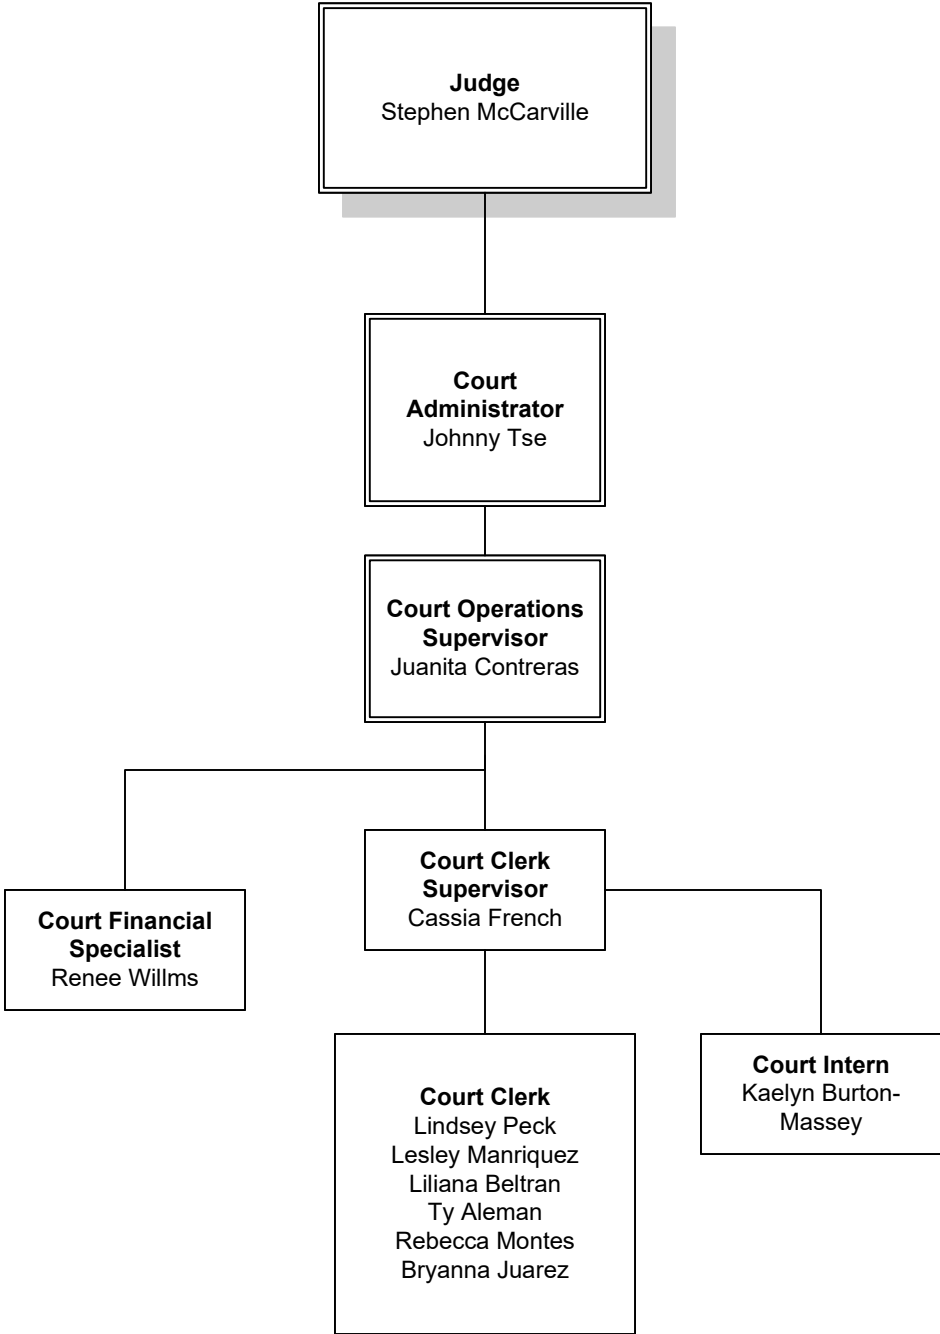 Judge
Stephen McCarville
Court
Administrator
Johnny Tse
Court Operations
Supervisor
Juanita Contreras
Court Clerk
Supervisor
Cassia French
Court Financial
Specialist
Renee Willms
Court Clerk
Lindsey Peck
Lesley Manriquez
Liliana Beltran
Ty Aleman
Rebecca Montes
Bryanna Juarez
Court Intern
Kaelyn Burton-
Massey